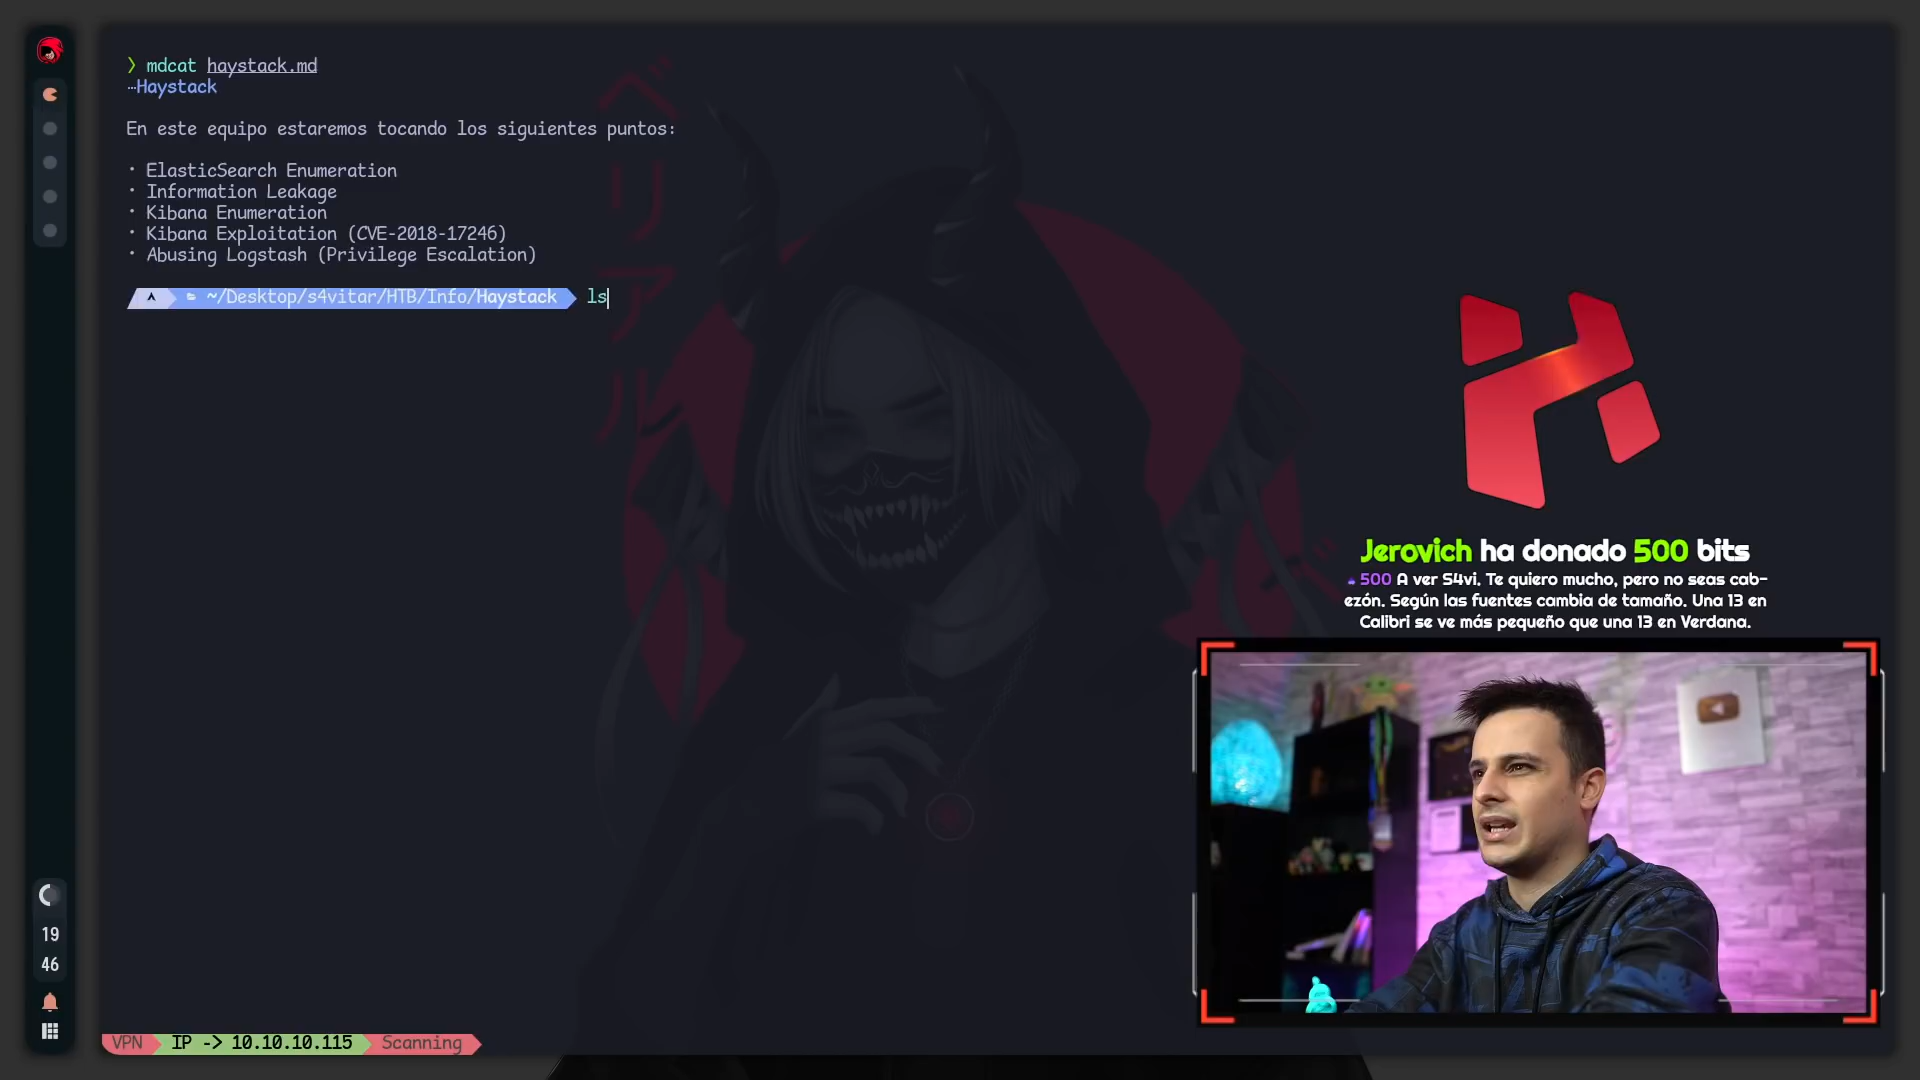 ❯ mdcat haystack.md
┄Haystack
En este equipo estaremos tocando los siguientes puntos:
• ElasticSearch Enumeration
• Information Leakage
• Kibana Enumeration
• Kibana Exploitation (CVE-2018-17246)
• Abusing Logstash (Privilege Escalation)
~/Desktop/s4vitar/HTB/Info/Haystack ls
ベリアル
Jerovich ha donado 500 bits
500 A ver S4vi. Te quiero mucho, pero no seas cab-
ezón. Según las fuentes cambia de tamaño. Una 13 en
Calibri se ve más pequeño que una 13 en Verdana.
19
46
VPN IP -> 10.10.10.115 Scanning